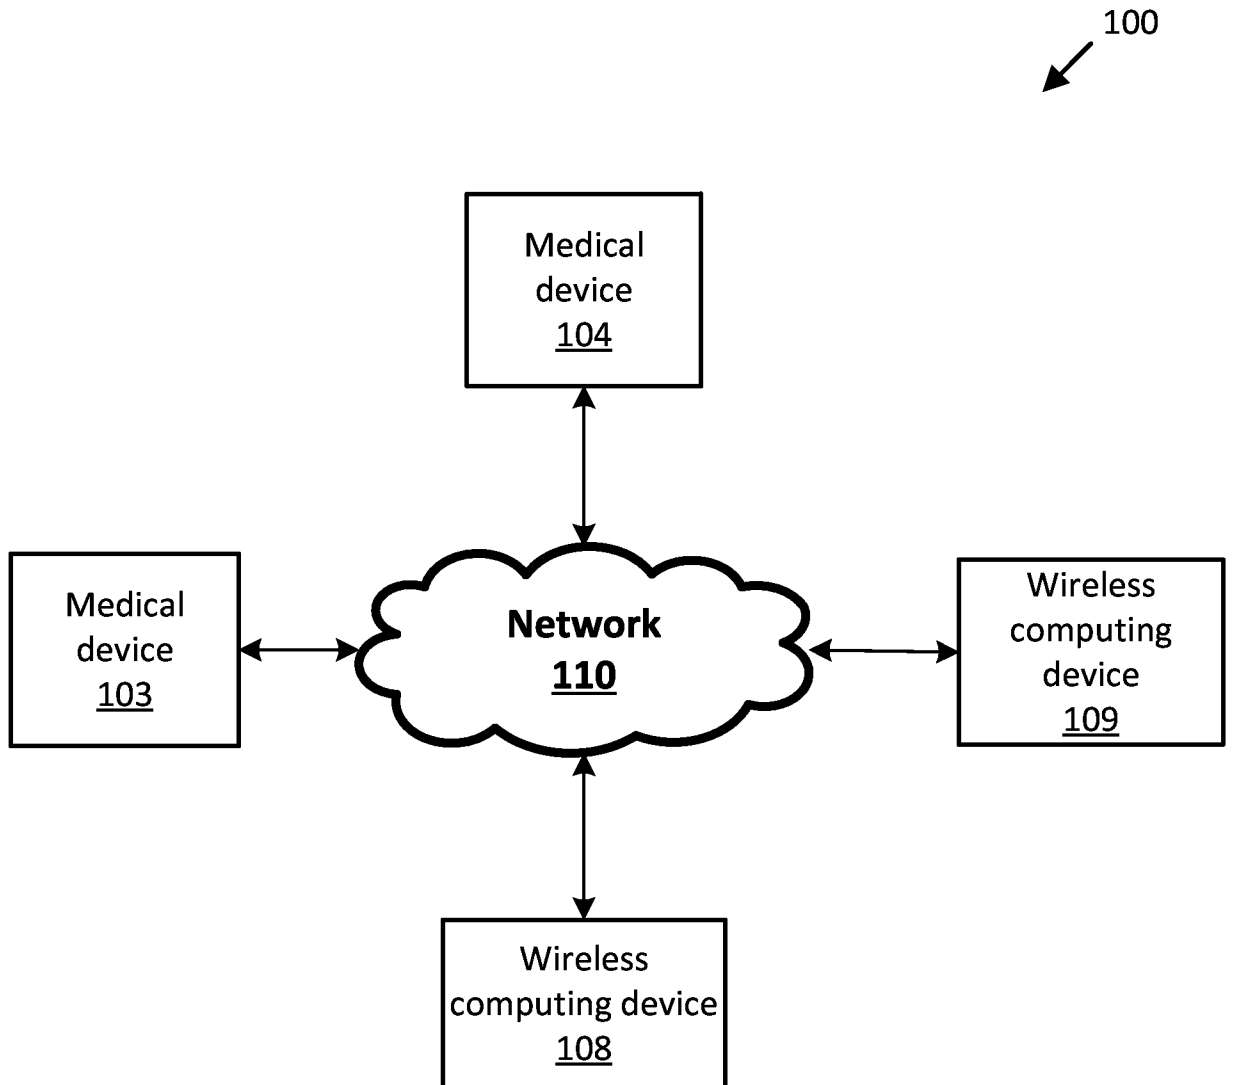 100
Medical
device
104
Medical
device
103
Network
110
Wireless
computing
device
109
Wireless
computing device
108